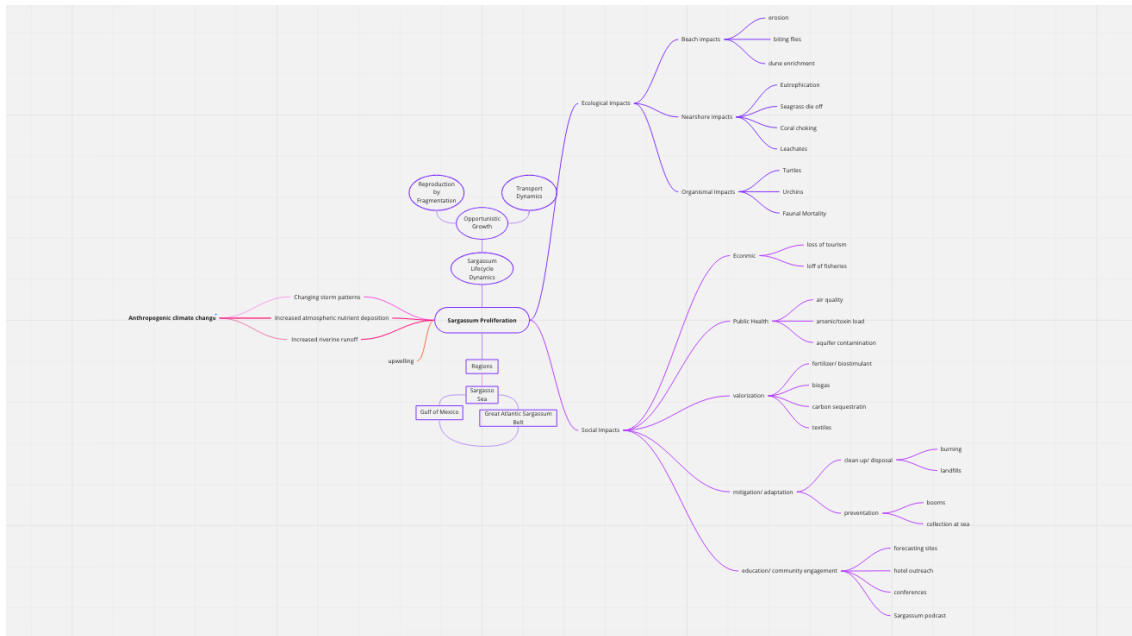 erosion
Beach impacts
biting flies
dune enrichment
Ecological Impacts
Eutrophication
Seagrass die off
Nearshore impacts
Coral choking
Leachates
Turtles
Organismal Impacts
Urchins
Faunal Mortality
Reproduction
by
Fragmentation
Transport
Dynamics
Opportunistic
Growth
Sargassum
Lifecycle
Dynamics
Anthropogenic climate change
Changing storm patterns
Increased atmospheric nutrient deposition
Increased riverine runoff
upwelling
Sargassum Proliferation
Regions
Sargasso
Sea
Gulf of Mexico
Great Atlantic Sargassum
Belt
Social Impacts
Econmic
loss of tourism
loff of fisheries
Public Health
air quality
arsenic/toxin load
aquifer contamination
valorization
fertilizer/ biostimulant
biogas
carbon sequestratin
textiles
mitigation/ adaptation
clean up/ disposal
burning
landfills
preventation
booms
collection at sea
education/ community engagement
forecasting sites
hotel outreach
conferences
Sargassum podcast